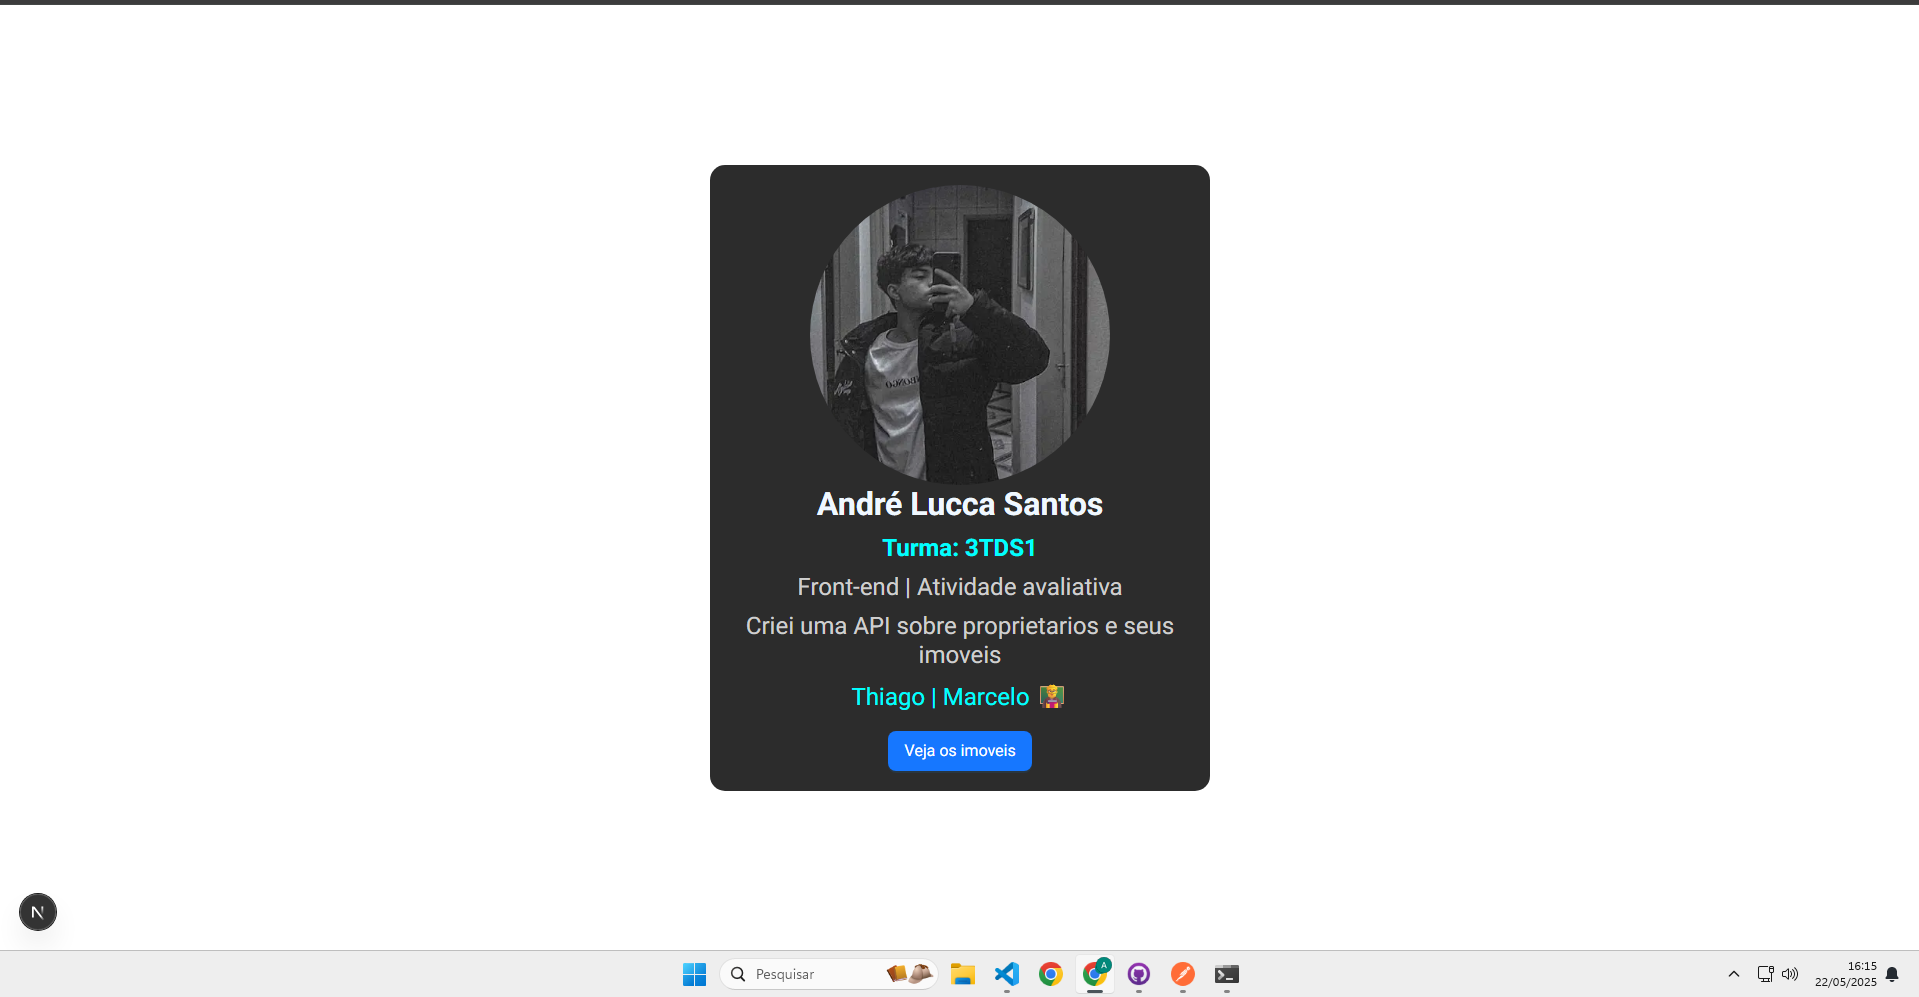 André Lucca Santos
Turma: 3TDS1
Front-end | Atividade avaliativa
Criei uma API sobre proprietarios e seus
imoveis
Thiago | Marcelo
Veja os imoveis
N
Pesquisar
A
16:15
22/05/2025